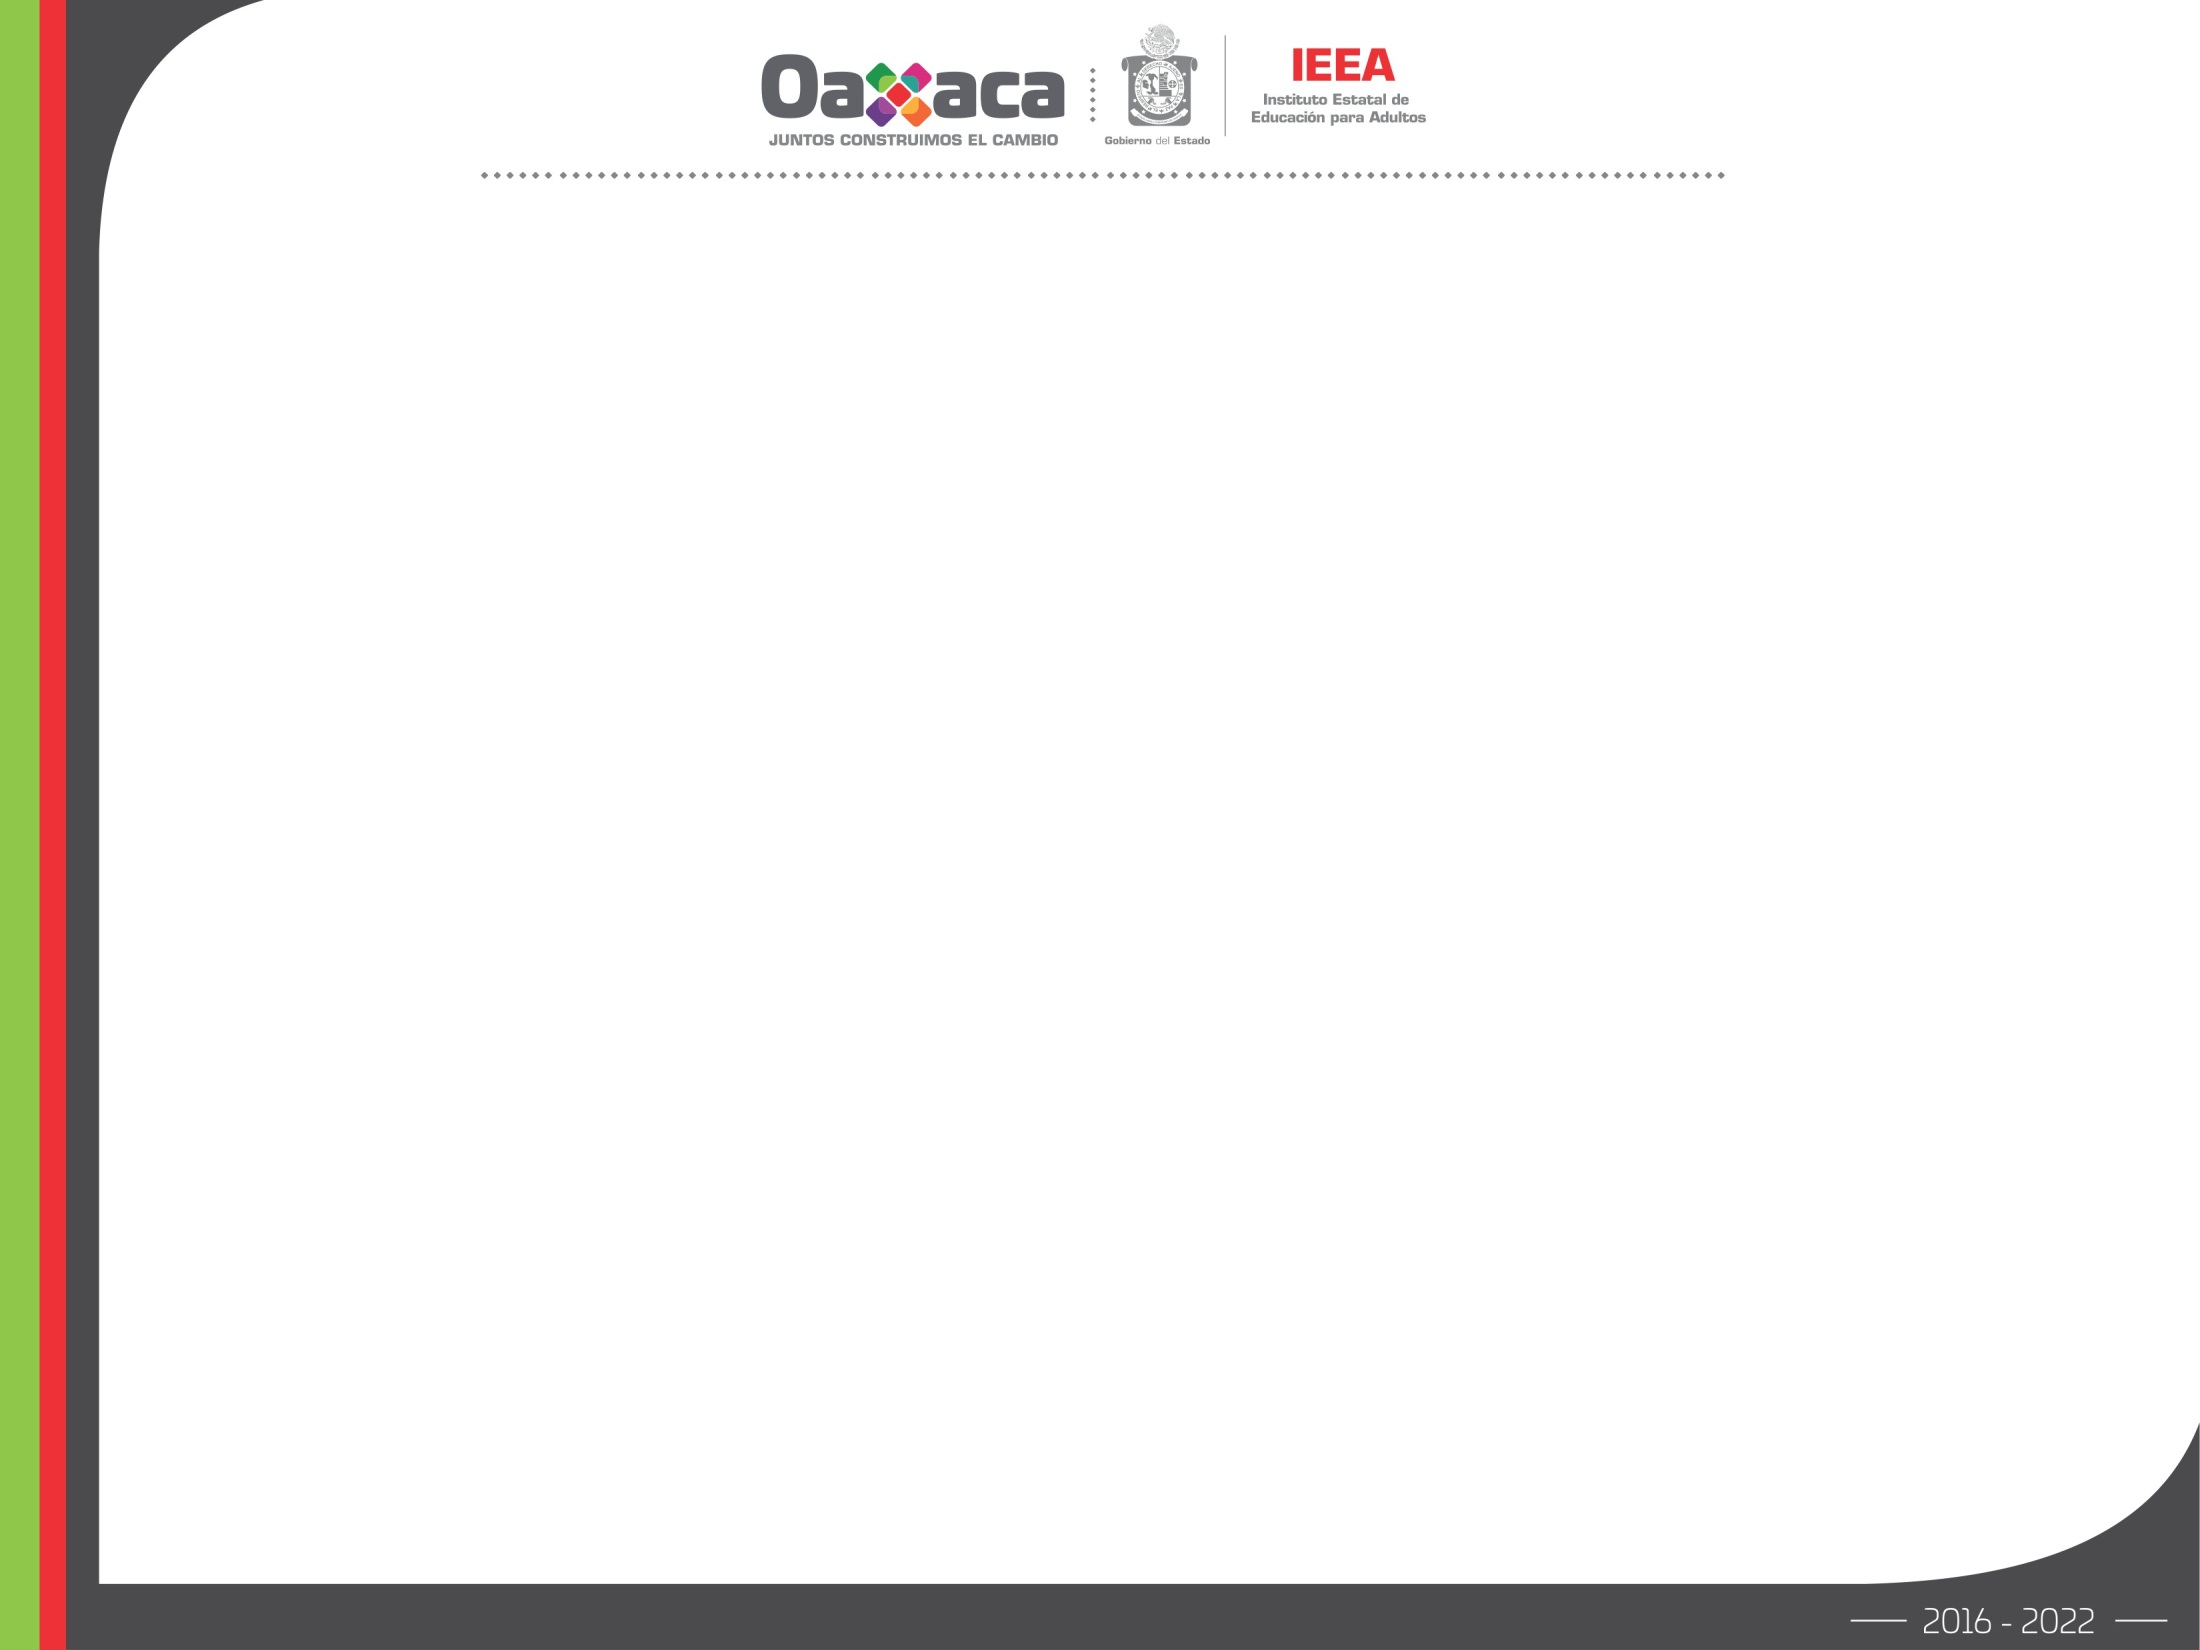 Oaxaca
JUNTOS CONSTRUIMOS EL CAMBIO
Gobierno del Estado
IEEA
Instituto Estatal de
Educación para Adultos
2016 - 2022